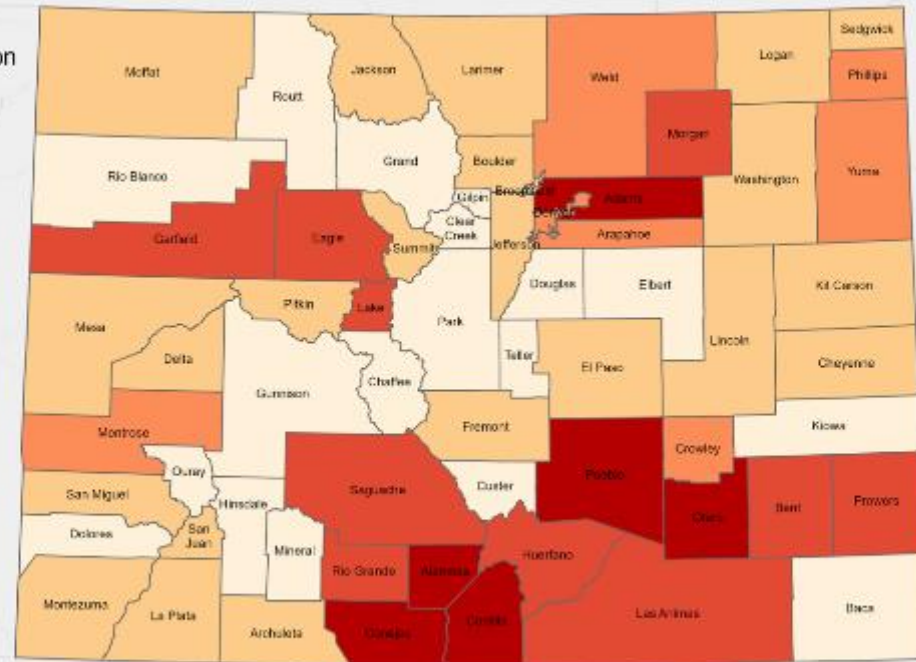 on
Moffat
Routt
Jackson
Larimer
Weld
Logan
Sedgwick
Phillips
Morgan
Rio Blanco
Grand
Boulder
Washington
Yuma
Gilpin
Adams
Clear
Creek
Garfield
Eagle
Summit
Jefferson
Arapahoe
Douglas
Elbert
Kit Carson
Pitkin
Lake
Park
Mesa
Delta
Lincoln
Teller
El Paso
Cheyenne
Chaffee
Gunnison
Fremont
Montrose
Kiowa
Crowley
Ouray
Saguache
Custer
Pueblo
Otero
Bent
Prowers
San Miguel
Hinsdale
San
Juan
Dolores
Mineral
Rio Grande
Alamosa
Huerfano
Montezuma
La Plata
Archuleta
Conejos
Costilla
Las Animas
Baca